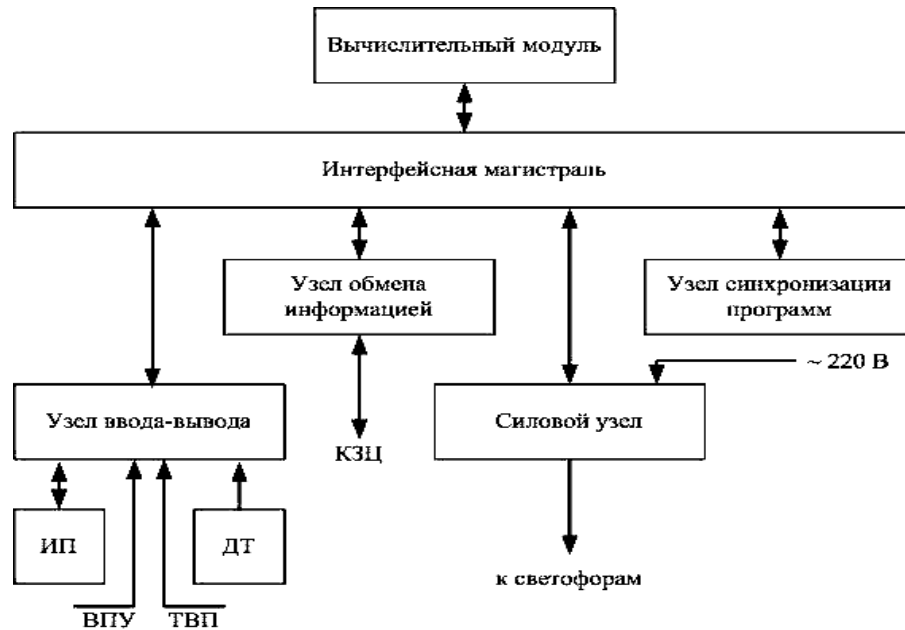 Вычислительный модуль
Интерфейсная магистраль
Узел обмена
информацией
Узел синхронизации
программ
~ 220 В
Узел ввода-вывода
Силовой узел
КЗЦ
ИП
ДТ
к светофорам
ВПУ
ТВП